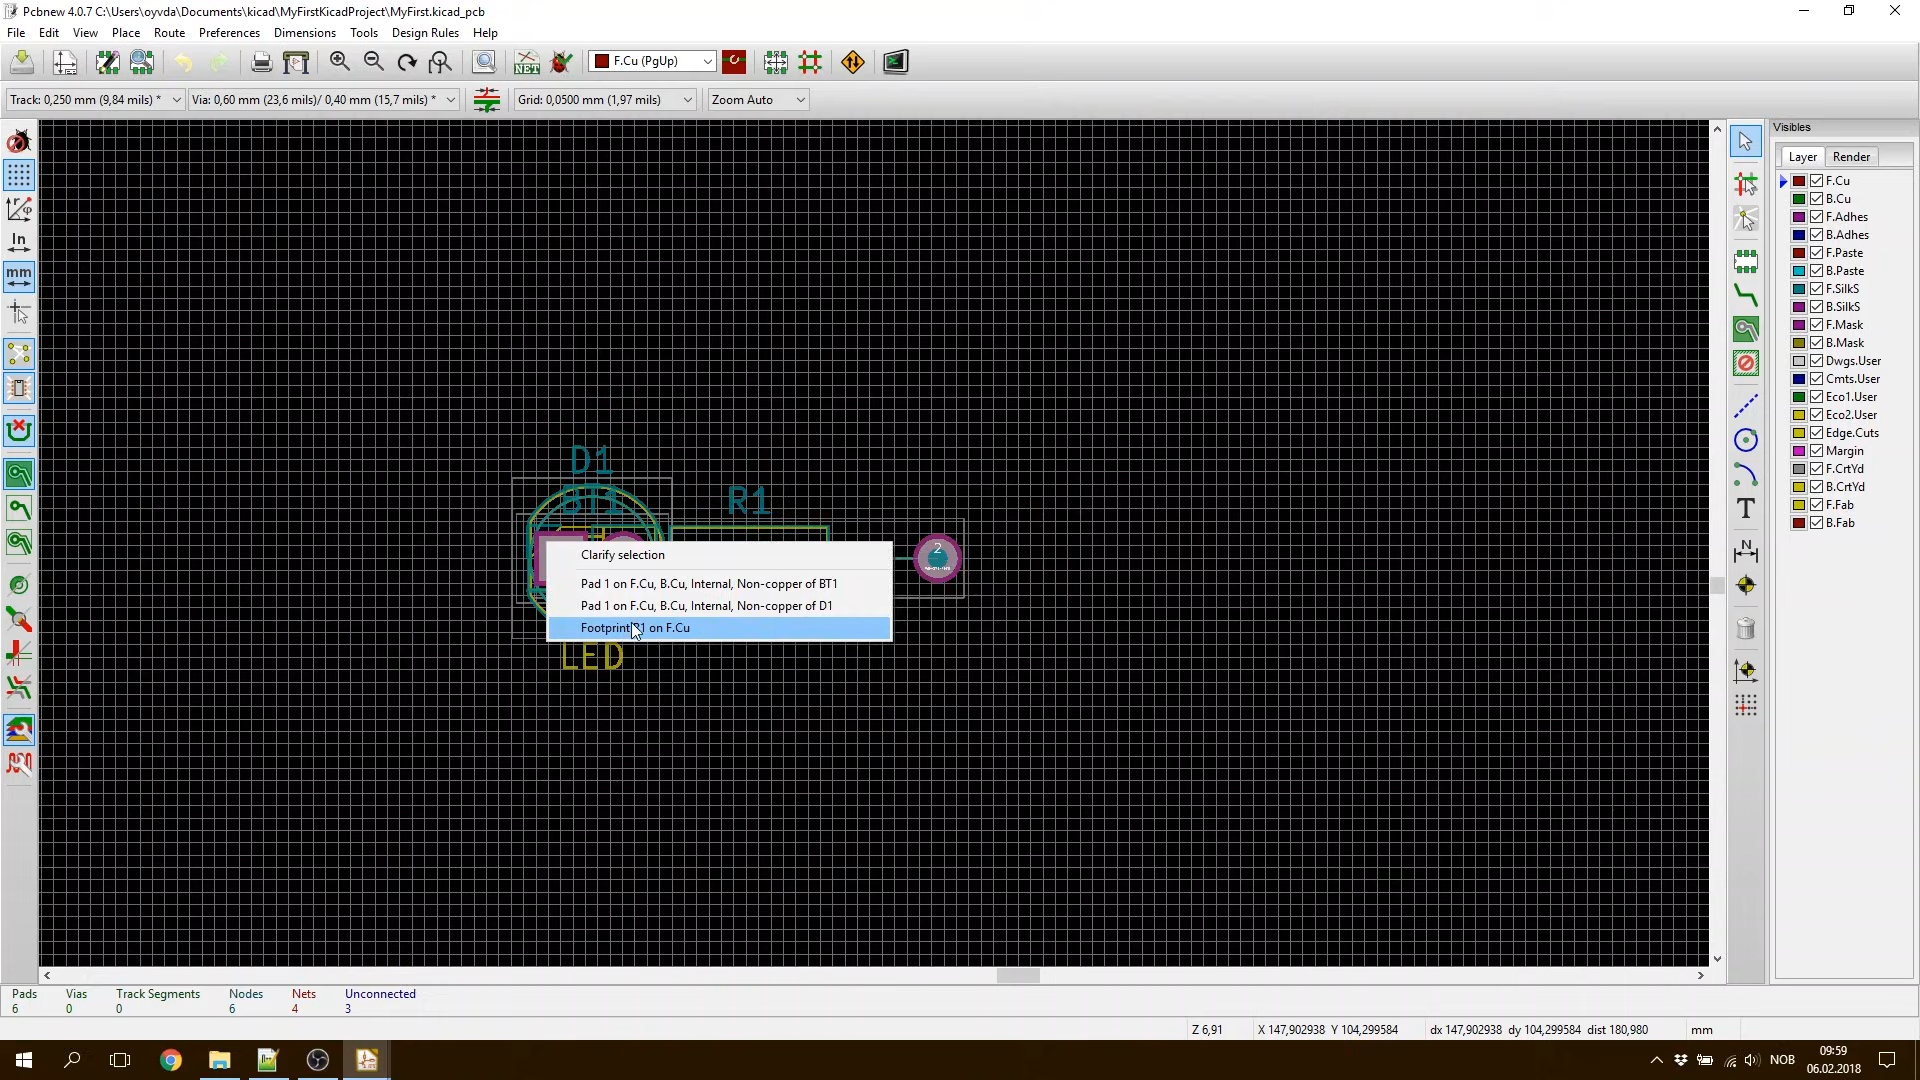 Pcbnew 4.0.7 C:\Users\oyvda\Documents\kicad\MyFirstKicadProject\MyFirst.kicad_pcb
File Edit View Place Route Preferences Dimensions Tools Design Rules Help
NET
F.Cu (PgUp)
Track: 0,250 mm (9,84 mils) *
Via: 0,60 mm (23,6 mils)/ 0,40 mm (15,7 mils) *
Grid: 0,0500 mm (1,97 mils)
Zoom Auto
In
mm
D1
BT1
R1
2
Clarify selection
Pad 1 on F.Cu, B.Cu, Internal, Non-copper of BT1
Pad 1 on F.Cu, B.Cu, Internal, Non-copper of D1
Footprint R1 on F.Cu
LED
T
N
Visibles
Layer Render
F.Cu
B.Cu
F.Adhes
B.Adhes
F.Paste
B.Paste
F.SilkS
B.SilkS
F.Mask
B.Mask
Dwgs.User
Cmts.User
Eco1.User
Eco2.User
Edge.Cuts
Margin
F.CrtYd
B.CrtYd
F.Fab
B.Fab
Pads Vias Track Segments Nodes Nets Unconnected
6 0 0 6 4 3
Z 6,91 X 147,902938 Y 104,299584 dx 147,902938 dy 104,299584 dist 180,980 mm
NOB
09:59
06.02.2018